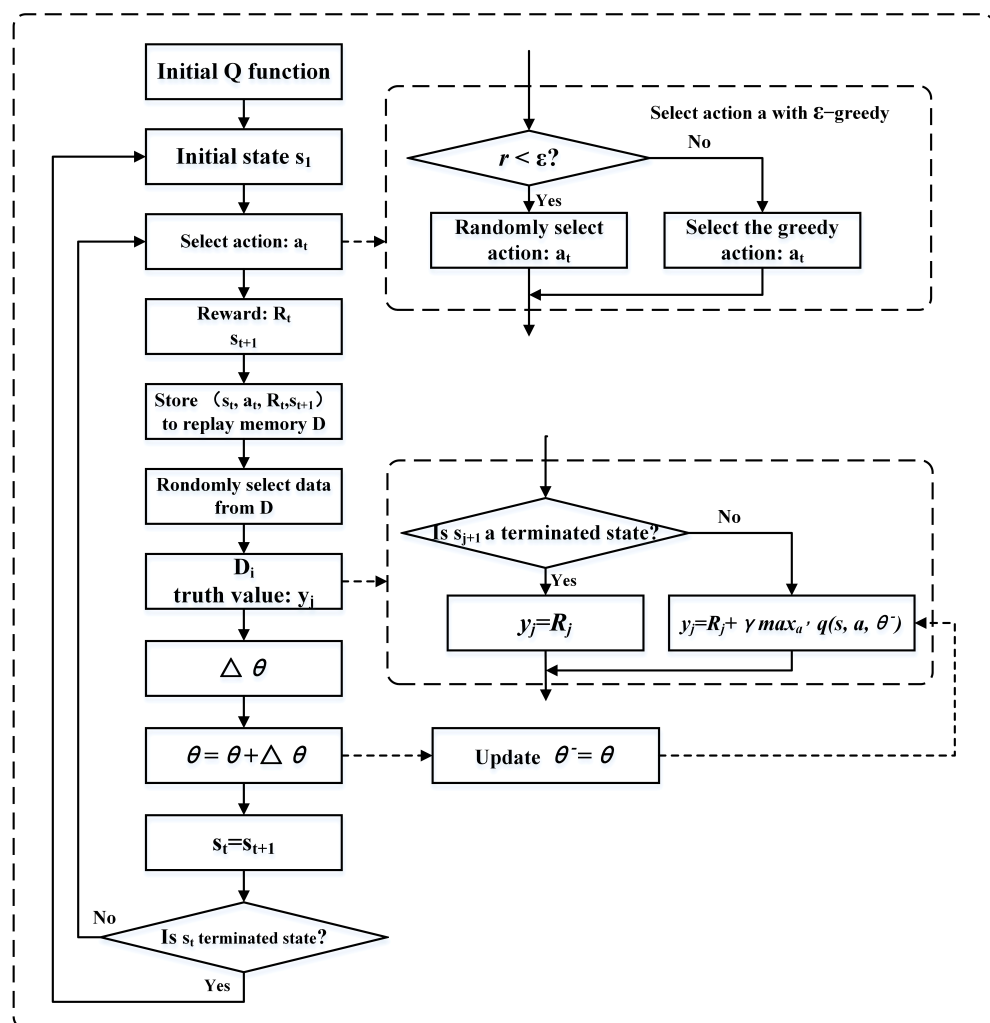 Initial Q function
Initial state s₁
Select action: aₜ
Reward: Rₜ
sₜ₊₁
Store （sₜ, aₜ, Rₜ,sₜ₊₁）
to replay memory D
Rondomly select data
from D
Dᵢ
truth value: yⱼ
△ θ
θ = θ +△ θ
sₜ=sₜ₊₁
Is sₜ terminated state?
No
Yes
Select action a with ε−greedy
r < ε?
No
Yes
Randomly select
action: aₜ
Select the greedy
action: aₜ
Is sⱼ₊₁ a terminated state?
No
Yes
yⱼ=Rⱼ
yⱼ=Rⱼ+ γ maxₐ′ q(s, a, θ⁻)
Update θ⁻= θ